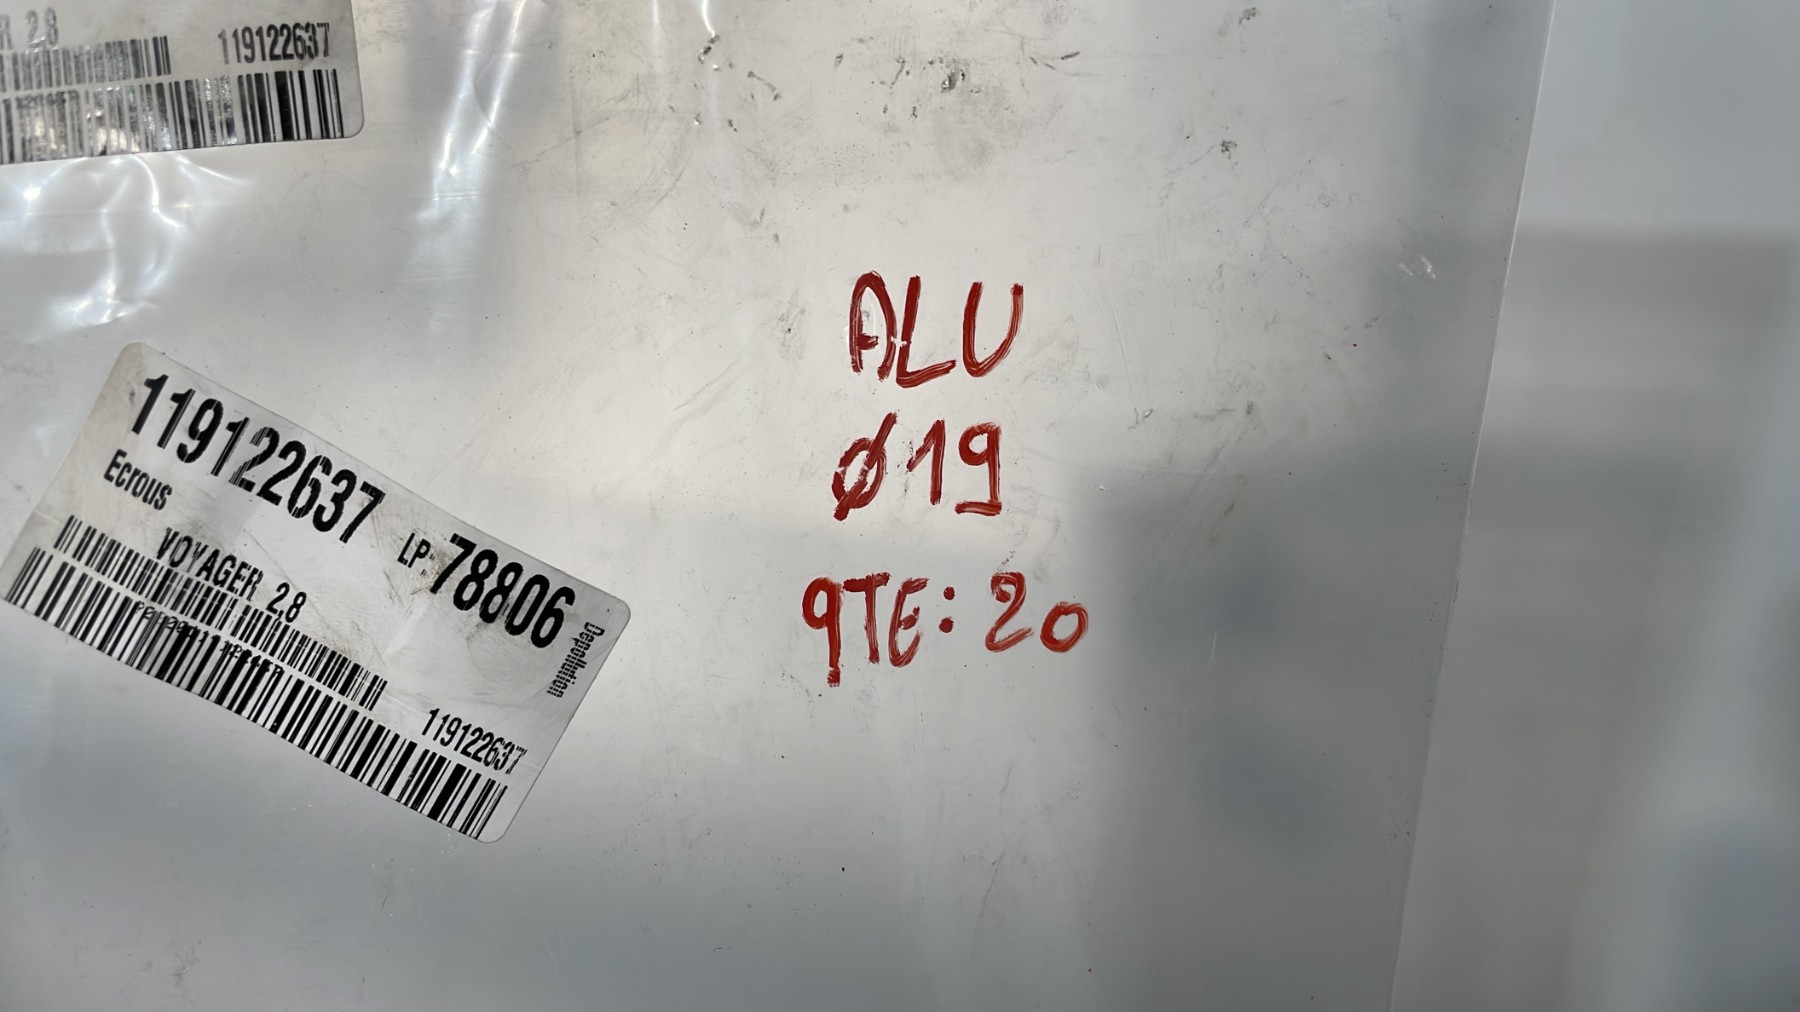 R 2.8
119122637
119122637
Ecrous
LP: 78806
VOYAGER 2.8
Depollution
119122637
ALU
Ø19
QTE: 20